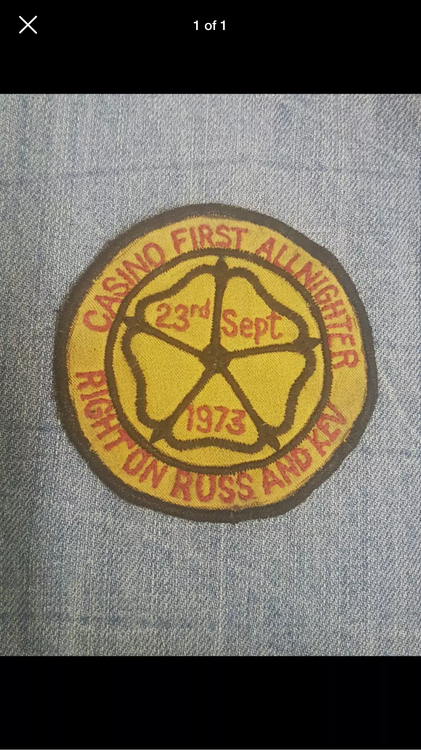 1 of 1
CASINO FIRST ALLNIGHTER
23rd Sept
1973
RIGHT ON RUSS AND KEV